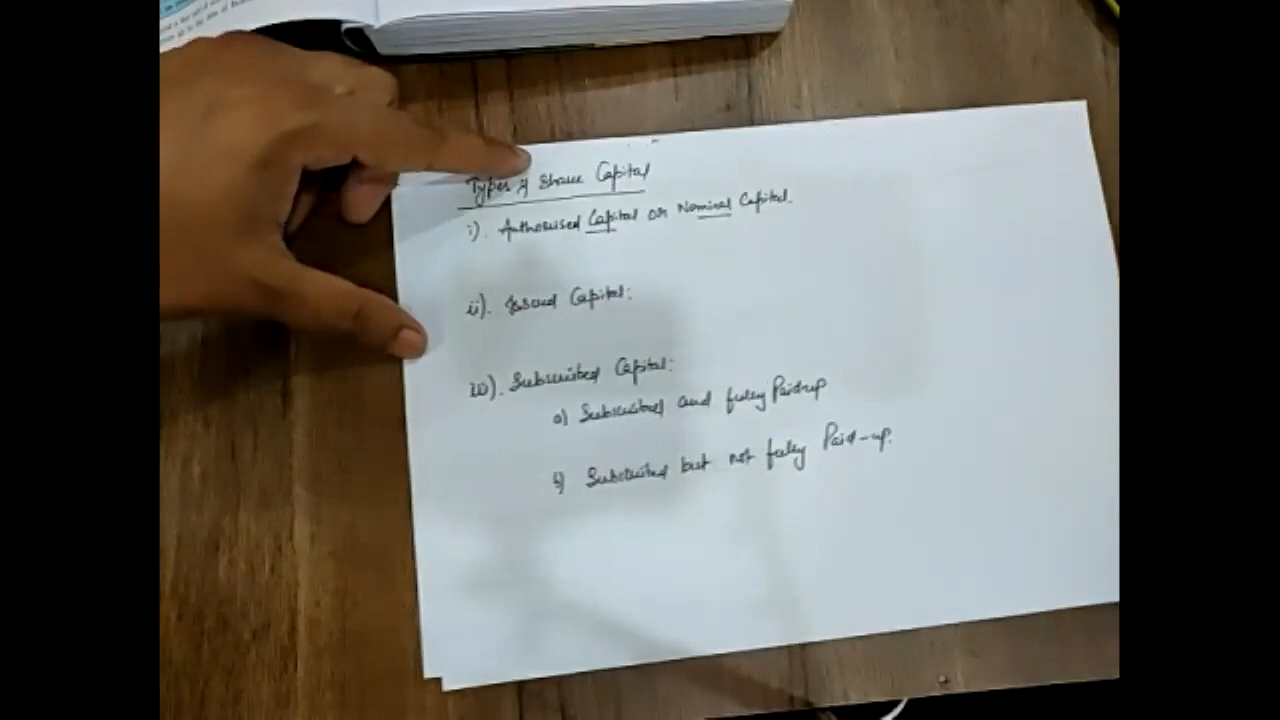 Types of Share Capital
i). Authorised Capital or Nominal Capital.
ii). Issued Capital:
iii). Subscribed Capital:
a) Subscribed and fully Paid-up
b) Subscribed but not fully Paid-up.